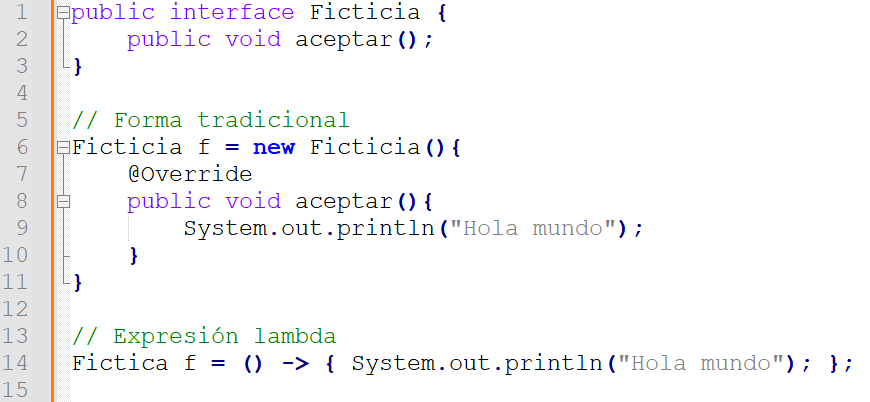 1 public interface Ficticia {
2 public void aceptar();
3 }
4
5 // Forma tradicional
6 Ficticia f = new Ficticia(){
7 @Override
8 public void aceptar(){
9 System.out.println("Hola mundo");
10 }
11 }
12
13 // Expresión lambda
14 Fictica f = () -> { System.out.println("Hola mundo"); };
15